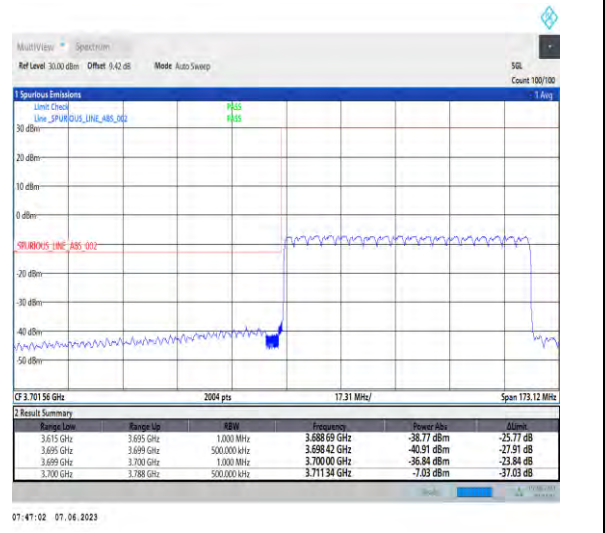 MultiView Spectrum
Ref Level 30.00 dBm Offset 9.42 dB Mode Auto Sweep SGL
Count 100/100
1 Spurious Emissions 1 Avg
Limit Check PASS
Line _SPURIOUS_LINE_ABS_002 PASS
30 dBm
20 dBm
10 dBm
0 dBm
_SPURIOUS_LINE_ABS_002
-20 dBm
-30 dBm
-40 dBm
-50 dBm
CF 3.701 56 GHz 2004 pts 17.31 MHz/ Span 173.12 MHz
2 Result Summary
Range Low Range Up RBW Frequency Power Abs ΔLimit
3.615 GHz 3.695 GHz 1.000 MHz 3.688 69 GHz -38.77 dBm -25.77 dB
3.695 GHz 3.699 GHz 500.000 kHz 3.698 42 GHz -40.91 dBm -27.91 dB
3.699 GHz 3.700 GHz 1.000 MHz 3.700 00 GHz -36.84 dBm -23.84 dB
3.700 GHz 3.788 GHz 500.000 kHz 3.711 34 GHz -7.03 dBm -37.03 dB
07:47:02 07.06.2023